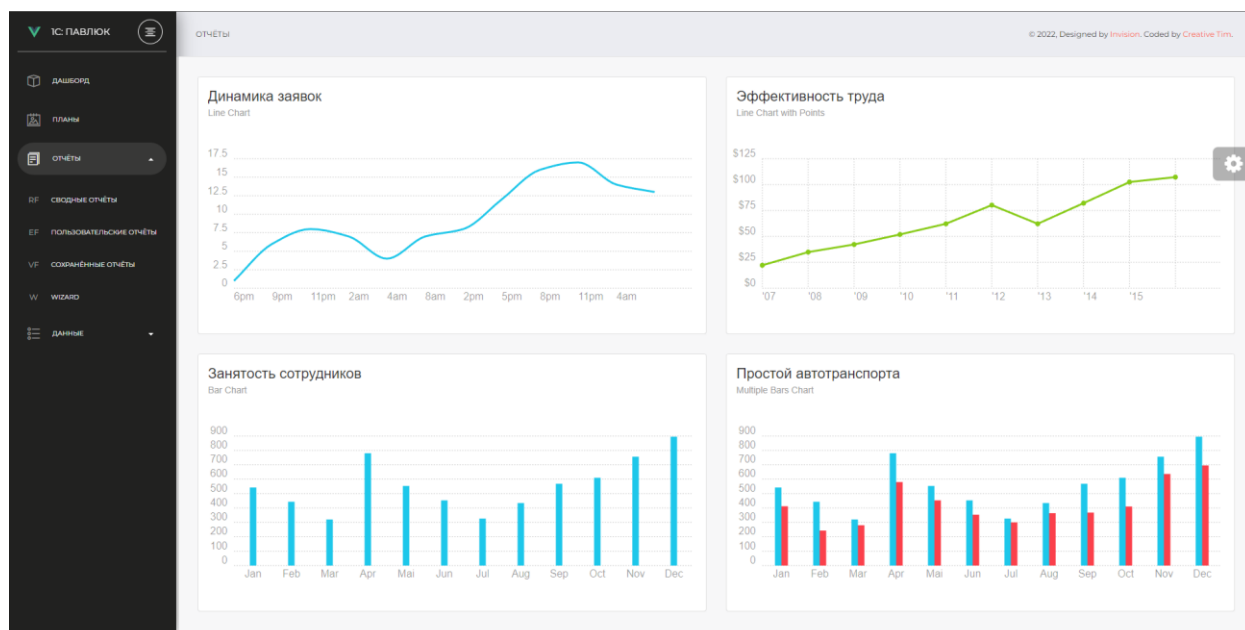 1С: ПАВЛЮК
ДАШБОРД
ПЛАНЫ
ОТЧЁТЫ
RF СВОДНЫЕ ОТЧЁТЫ
EF ПОЛЬЗОВАТЕЛЬСКИЕ ОТЧЁТЫ
VF СОХРАНЁННЫЕ ОТЧЁТЫ
W WIZARD
ДАННЫЕ
ОТЧЁТЫ
© 2022, Designed by Invision. Coded by Creative Tim.
Динамика заявок
Line Chart
17.5
15
12.5
10
7.5
5
2.5
0
6pm 9pm 11pm 2am 4am 8am 2pm 5pm 8pm 11pm 4am
Эффективность труда
Line Chart with Points
$125
$100
$75
$50
$25
$0
'07 '08 '09 '10 '11 '12 '13 '14 '15
Занятость сотрудников
Bar Chart
900
800
700
600
500
400
300
200
100
0
Jan Feb Mar Apr Mai Jun Jul Aug Sep Oct Nov Dec
Простой автотранспорта
Multiple Bars Chart
900
800
700
600
500
400
300
200
100
0
Jan Feb Mar Apr Mai Jun Jul Aug Sep Oct Nov Dec